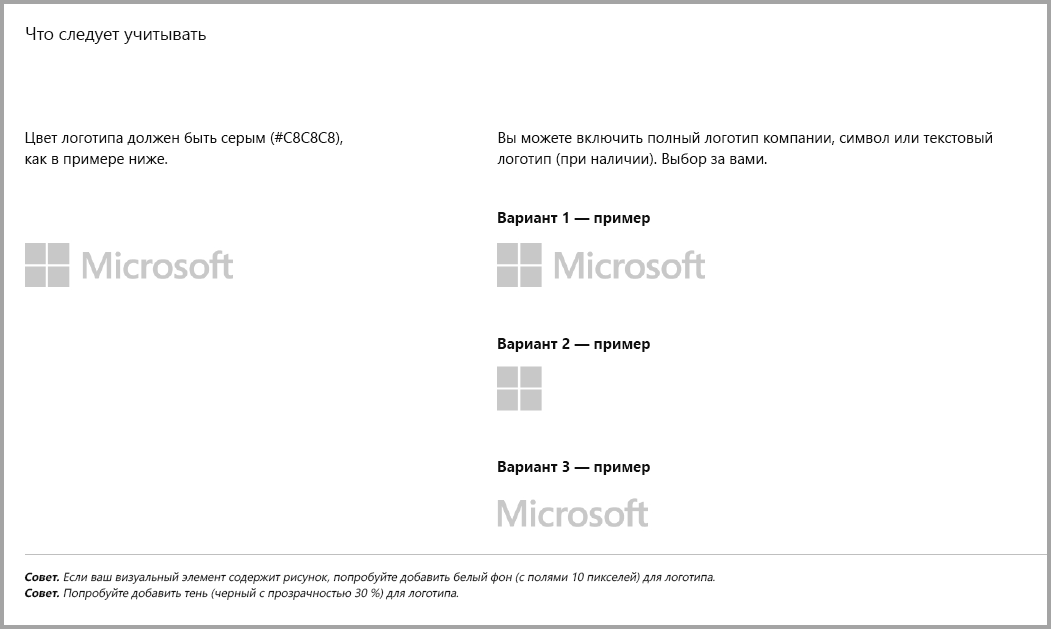 Что следует учитывать
Цвет логотипа должен быть серым (#C8C8C8),
как в примере ниже.
Microsoft
Вы можете включить полный логотип компании, символ или текстовый
логотип (при наличии). Выбор за вами.
Вариант 1 — пример
Microsoft
Вариант 2 — пример
Вариант 3 — пример
Microsoft
Совет. Если ваш визуальный элемент содержит рисунок, попробуйте добавить белый фон (с полями 10 пикселей) для логотипа.
Совет. Попробуйте добавить тень (черный с прозрачностью 30 %) для логотипа.